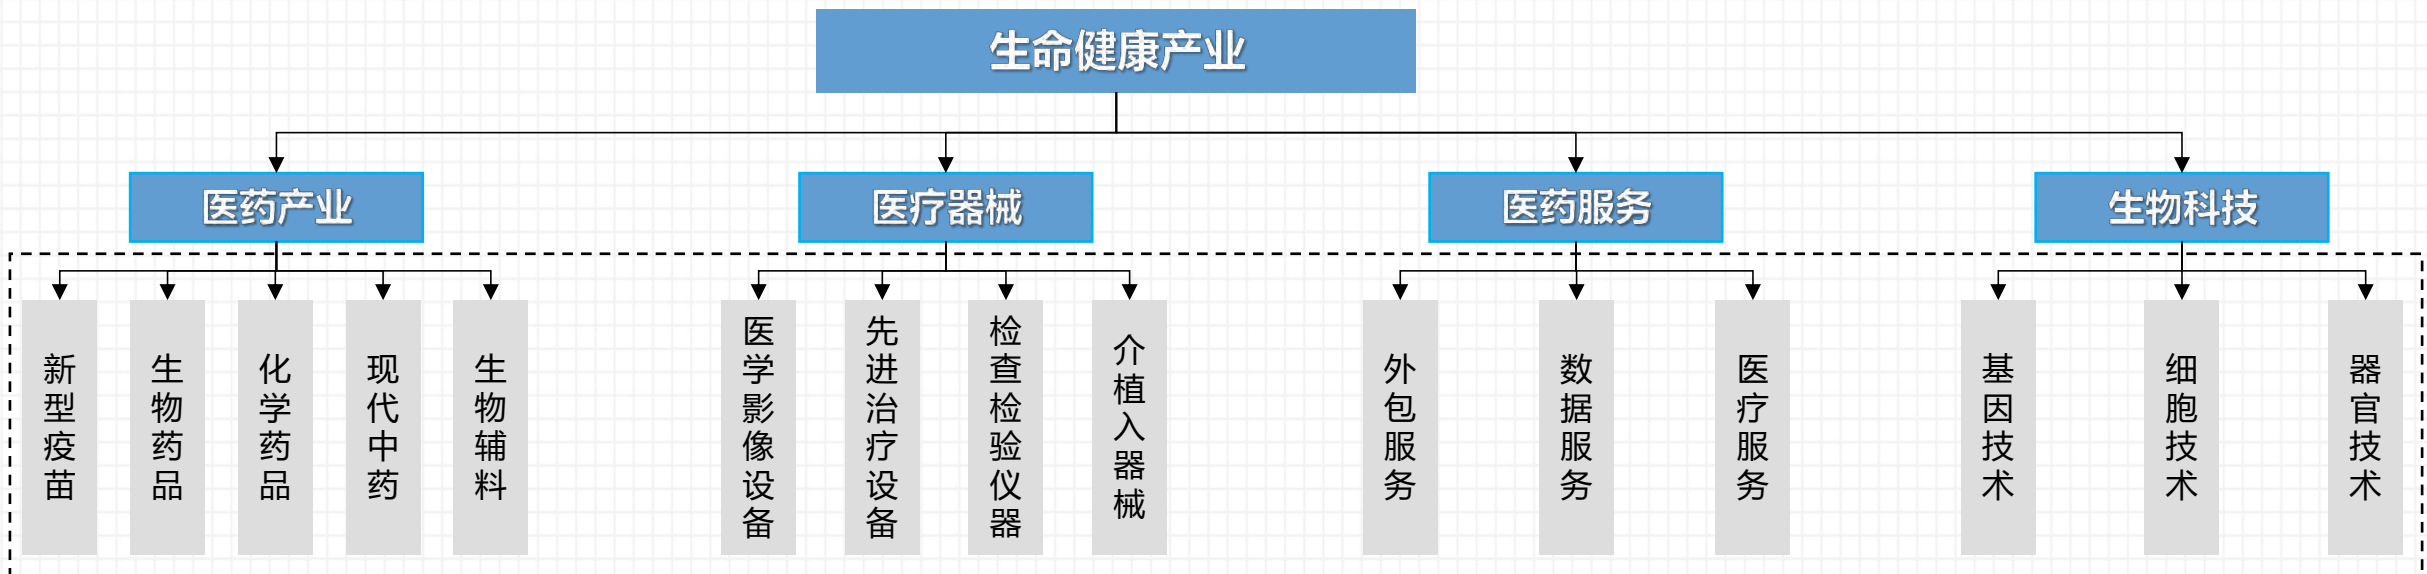 生命健康产业
医药产业
医疗器械
医药服务
生物科技
新型疫苗
生物药品
化学药品
现代中药
生物辅料
医学影像设备
先进治疗设备
检查检验仪器
介植入器械
外包服务
数据服务
医疗服务
基因技术
细胞技术
器官技术